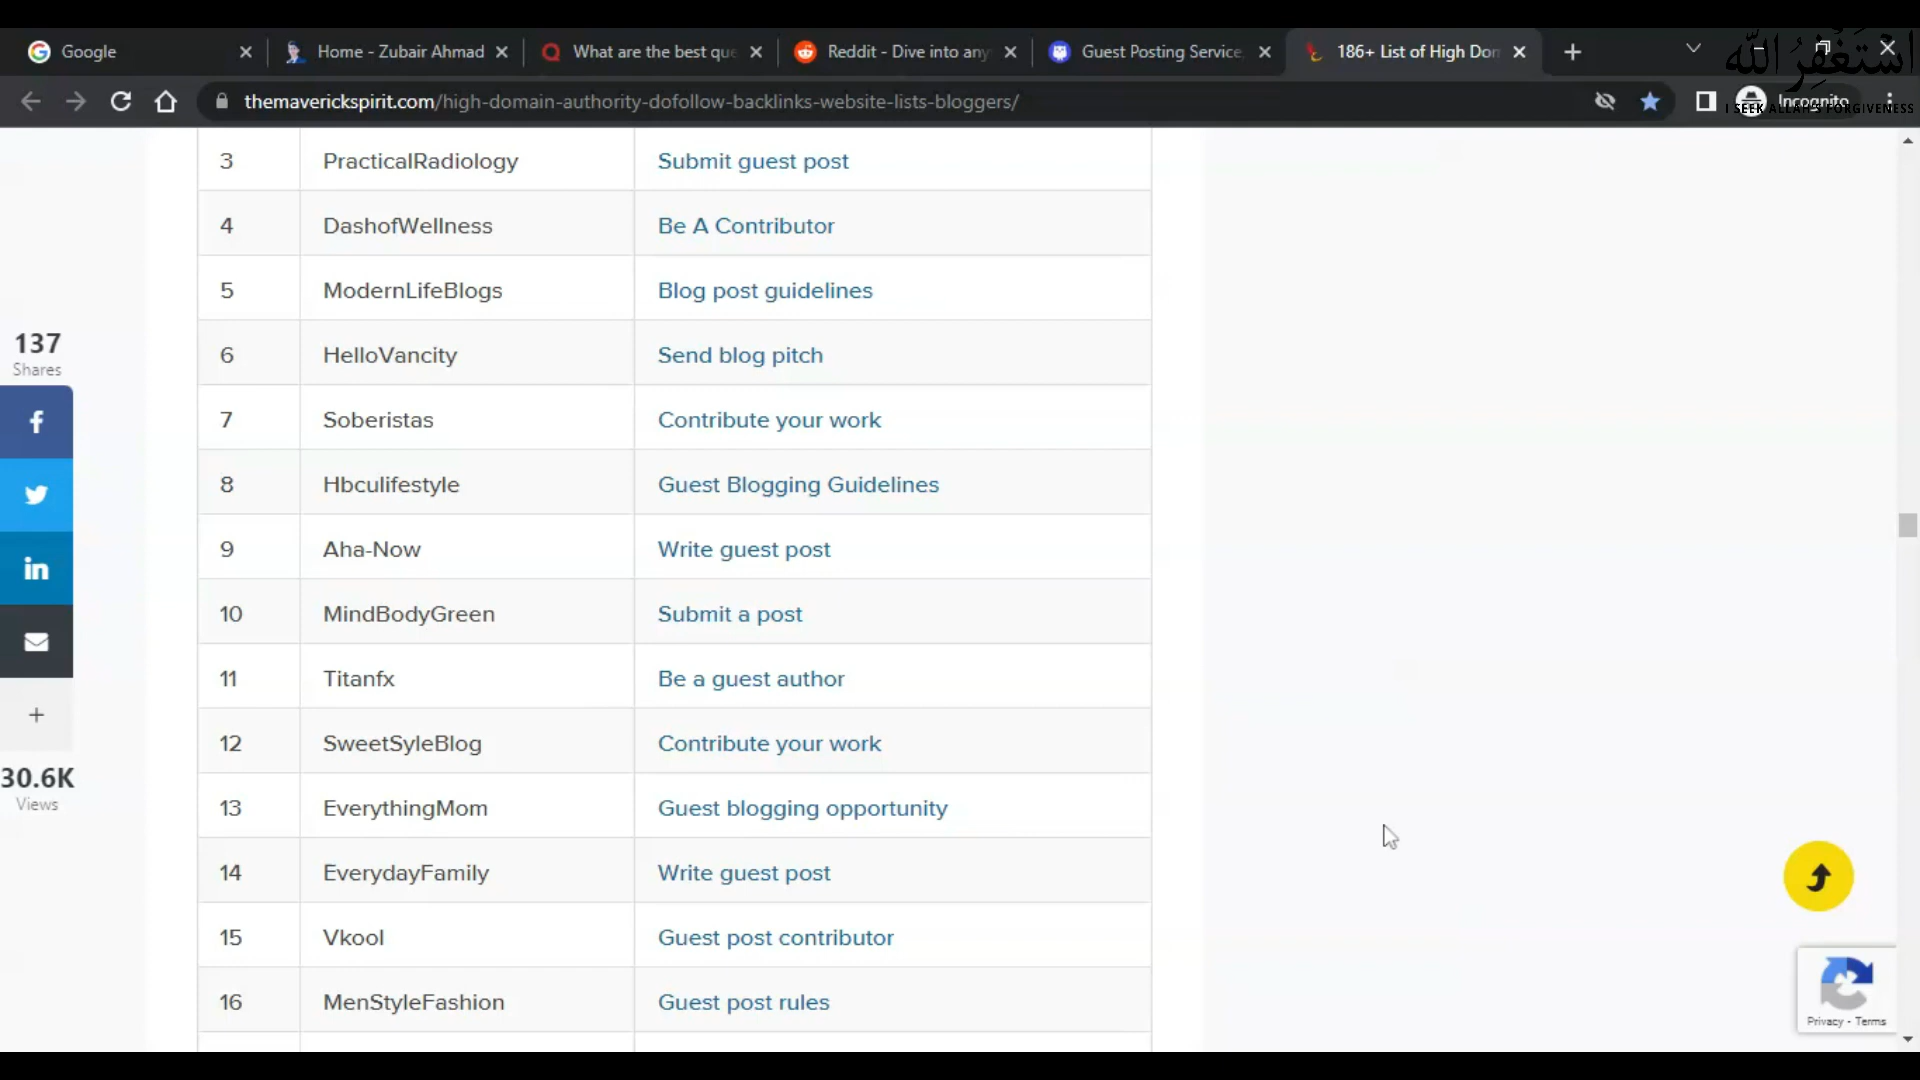 Google
Home - Zubair Ahmad
What are the best que
Reddit - Dive into any
Guest Posting Service,
186+ List of High Dom
أستغفر الله
I SEEK ALLAH'S FORGIVENESS
themaverickspirit.com/high-domain-authority-dofollow-backlinks-website-lists-bloggers/
Incognito
3 PracticalRadiology Submit guest post
4 DashofWellness Be A Contributor
5 ModernLifeBlogs Blog post guidelines
6 HelloVancity Send blog pitch
7 Soberistas Contribute your work
8 Hbculifestyle Guest Blogging Guidelines
9 Aha-Now Write guest post
10 MindBodyGreen Submit a post
11 Titanfx Be a guest author
12 SweetSyleBlog Contribute your work
13 EverythingMom Guest blogging opportunity
14 EverydayFamily Write guest post
15 Vkool Guest post contributor
16 MenStyleFashion Guest post rules
137
Shares
30.6K
Views
Privacy - Terms